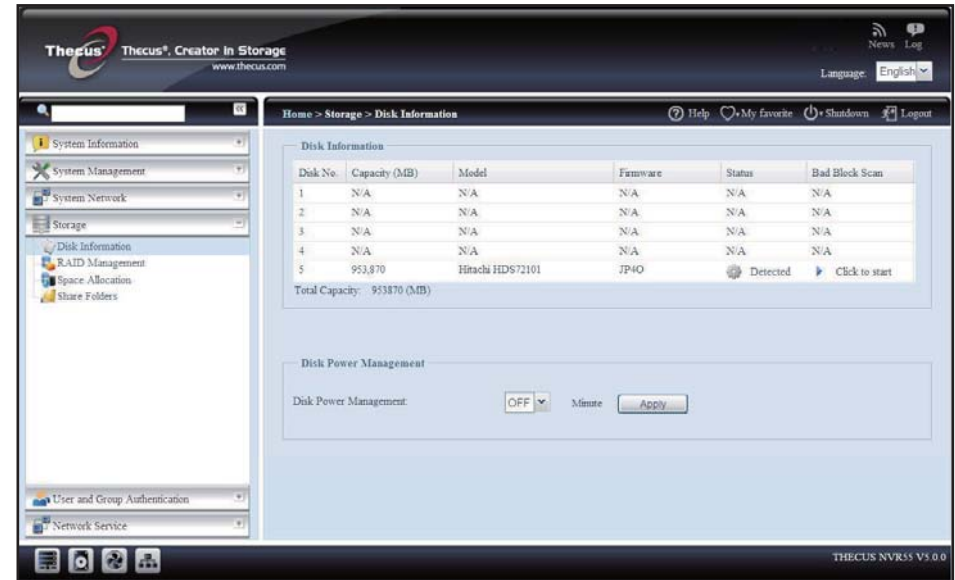 Thecus® Thecus®, Creator in Storage
www.thecus.com
News Log
Language: English
Home > Storage > Disk Information Help My favorite Shutdown Logout
System Information
System Management
System Network
Storage
Disk Information
RAID Management
Space Allocation
Share Folders
User and Group Authentication
Network Service
Disk Information
Disk No. Capacity (MB) Model Firmware Status Bad Block Scan
1 N/A N/A N/A N/A N/A
2 N/A N/A N/A N/A N/A
3 N/A N/A N/A N/A N/A
4 N/A N/A N/A N/A N/A
5 953,870 Hitachi HDS72101 JP4O Detected Click to start
Total Capacity: 953870 (MB)
Disk Power Management
Disk Power Management: OFF Minute Apply
THECUS NVR55 V5.0.0